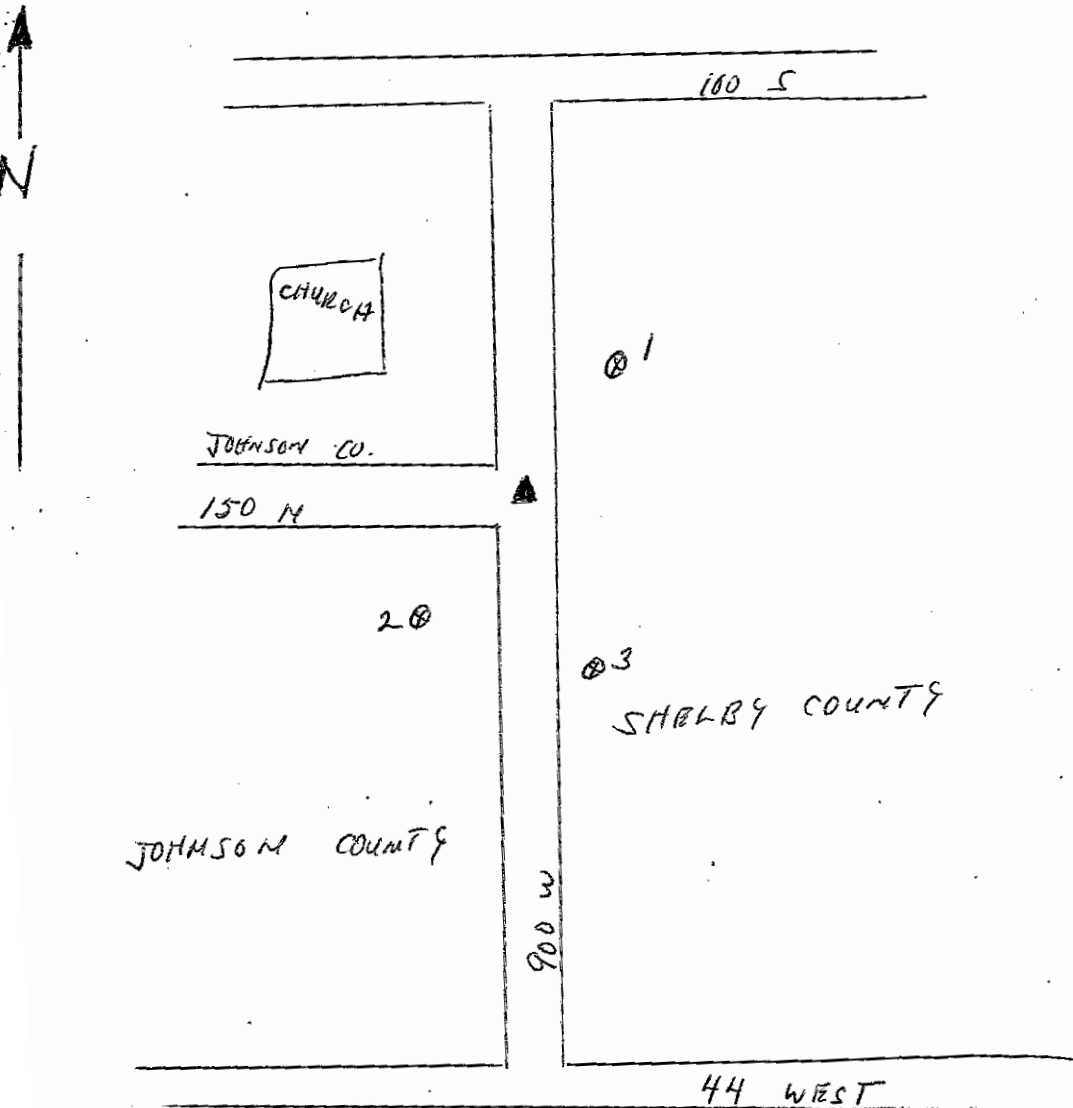 100 S
N
CHURCH
1
JOHNSON CO.
150 N
2
3
SHELBY COUNTY
JOHNSON COUNTY
900 W
44 WEST